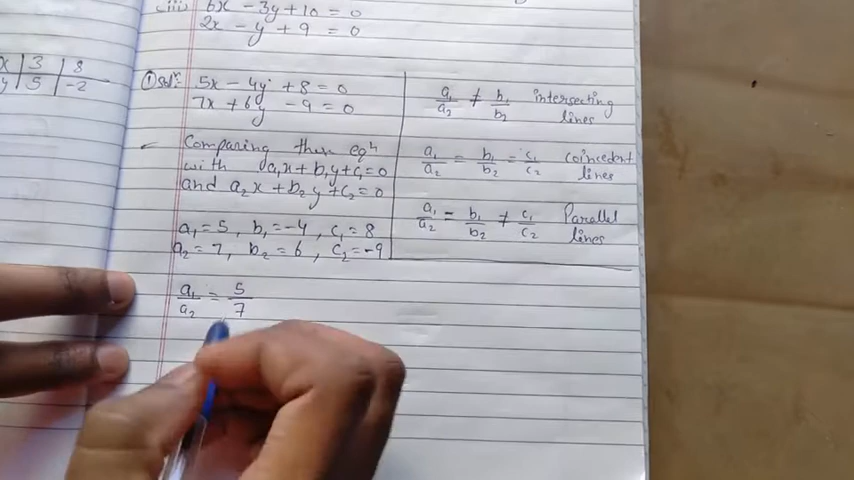 (iii) 6x - 3y + 10 = 0
2x - y + 9 = 0
x | 3 | 8
y | 5 | -2
① Solⁿ. 5x - 4y + 8 = 0
7x + 6y - 9 = 0
Comparing these eqⁿ
with a₁x + b₁y + c₁ = 0
and a₂x + b₂y + c₂ = 0
a₁ = 5, b₁ = -4, c₁ = 8
a₂ = 7, b₂ = 6, c₂ = -9
a₁/a₂ = 5/7
a₁/a₂ ≠ b₁/b₂ intersecting
lines
a₁/a₂ = b₁/b₂ = c₁/c₂ coincedent
lines
a₁/a₂ = b₁/b₂ ≠ c₁/c₂ Parallel
lines